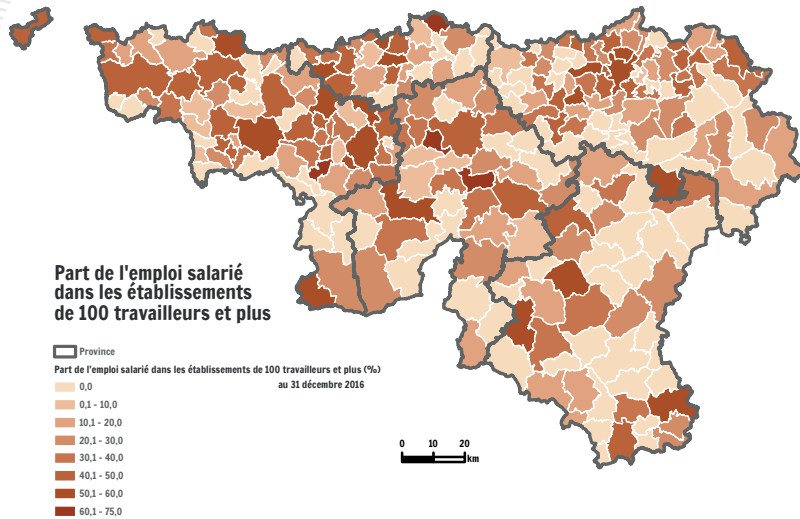 Part de l'emploi salarié
dans les établissements
de 100 travailleurs et plus
Province
Part de l'emploi salarié dans les établissements de 100 travailleurs et plus (%)
au 31 décembre 2016
0,0
0,1 - 10,0
10,1 - 20,0
20,1 - 30,0
30,1 - 40,0
40,1 - 50,0
50,1 - 60,0
60,1 - 75,0
0 10 20
km